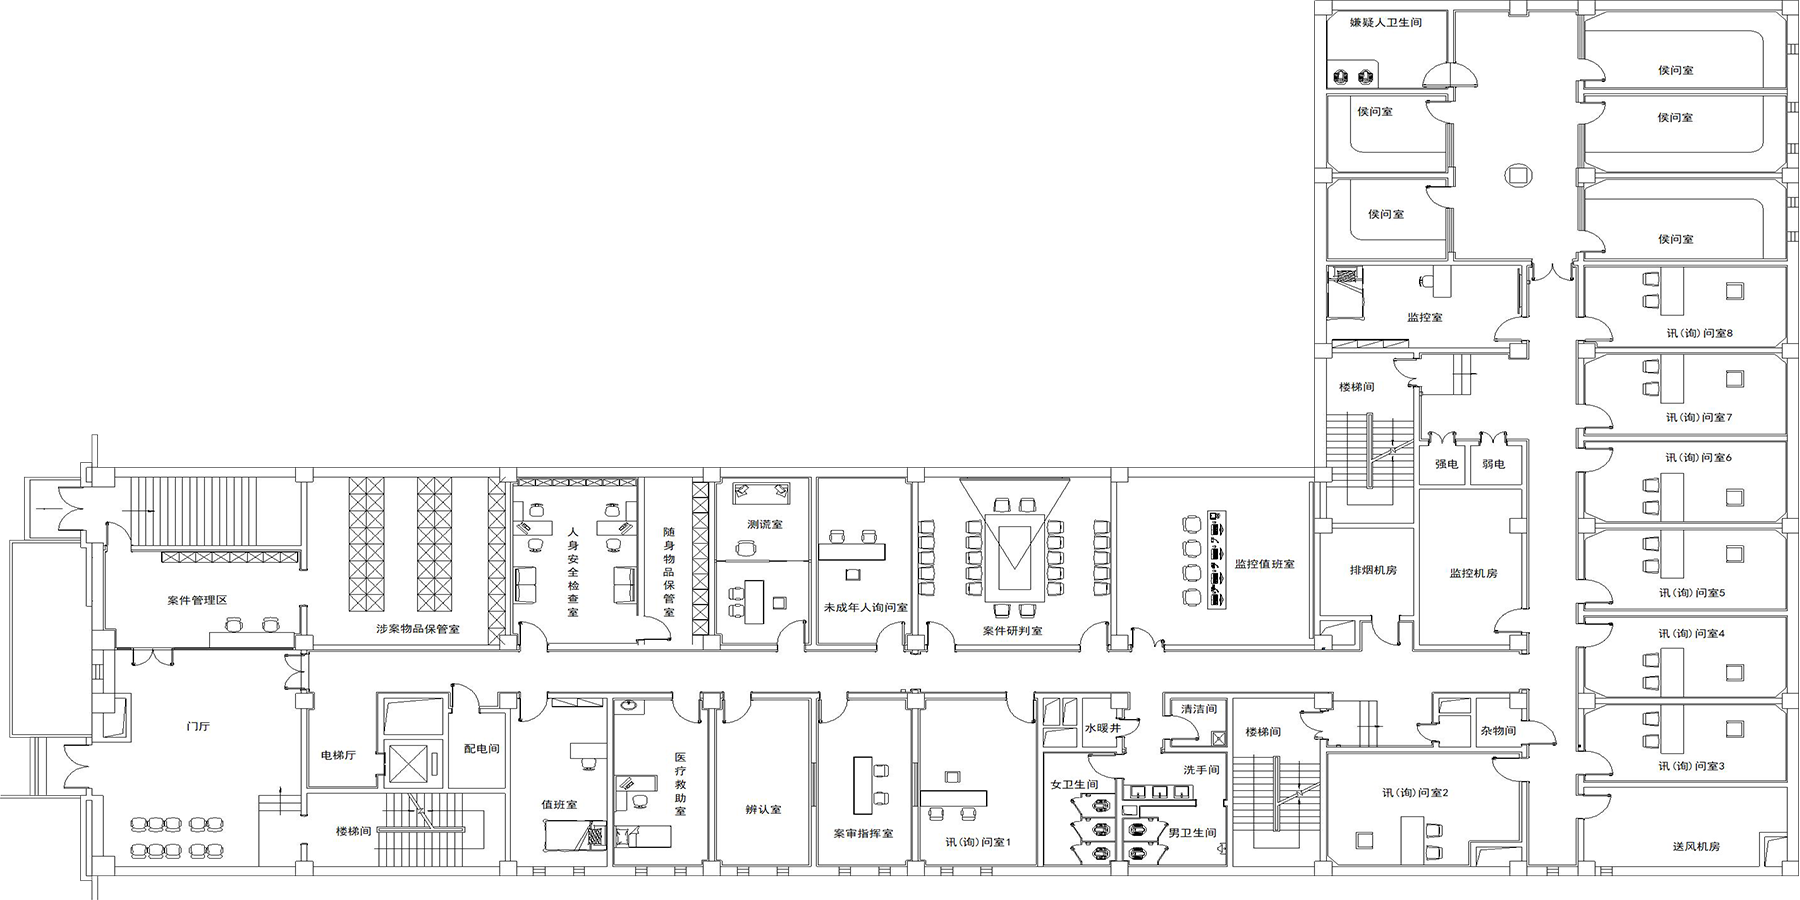 嫌疑人卫生间
侯问室
侯问室
侯问室
侯问室
侯问室
监控室
讯(询)问室8
楼梯间
讯(询)问室7
强电
弱电
讯(询)问室6
测谎室
人身安全检查室
随身物品保管室
监控值班室
排烟机房
监控机房
讯(询)问室5
案件管理区
涉案物品保管室
未成年人询问室
案件研判室
讯(询)问室4
门厅
电梯厅
配电间
水暖井
清洁间
楼梯间
杂物间
讯(询)问室3
值班室
医疗救助室
辨认室
女卫生间
洗手间
讯(询)问室2
楼梯间
案审指挥室
讯(询)问室1
男卫生间
送风机房